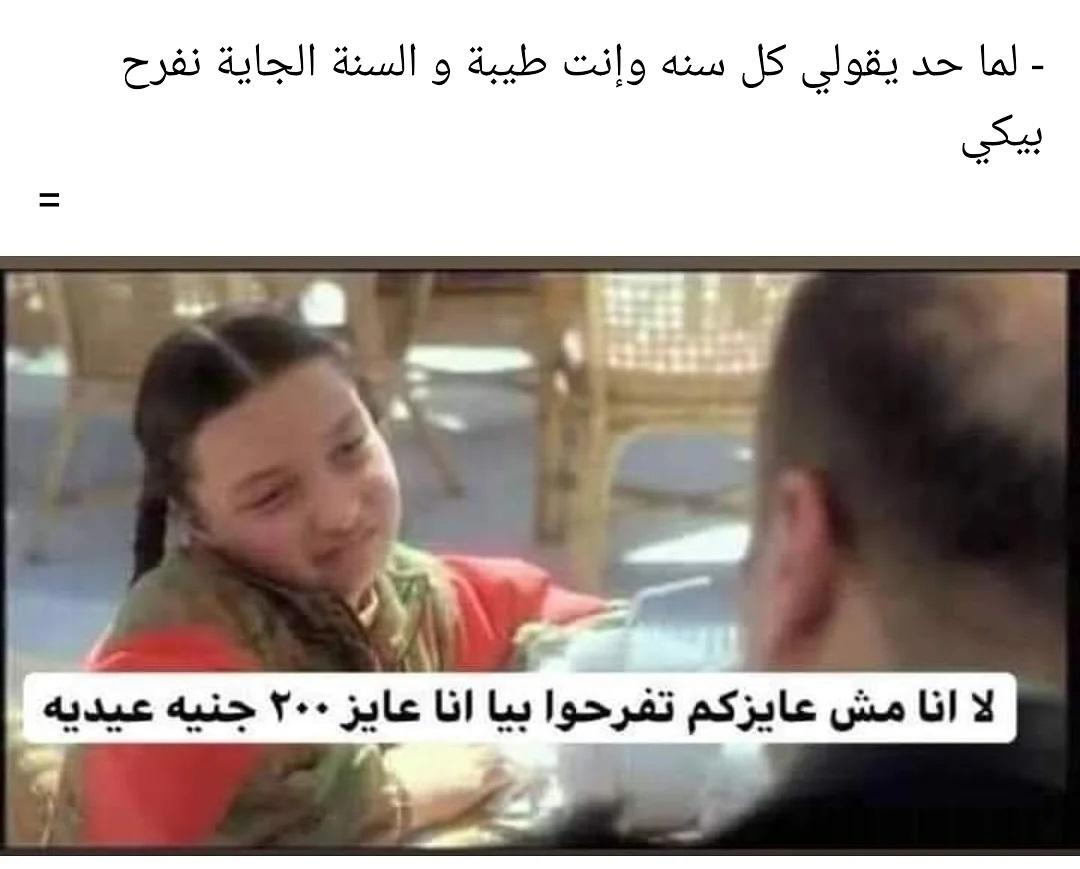 - لما حد يقولي كل سنه وإنت طيبة و السنة الجاية نفرح
بيكي
=
لا انا مش عايزكم تفرحوا بيا انا عايز ٢٠٠ جنيه عيديه